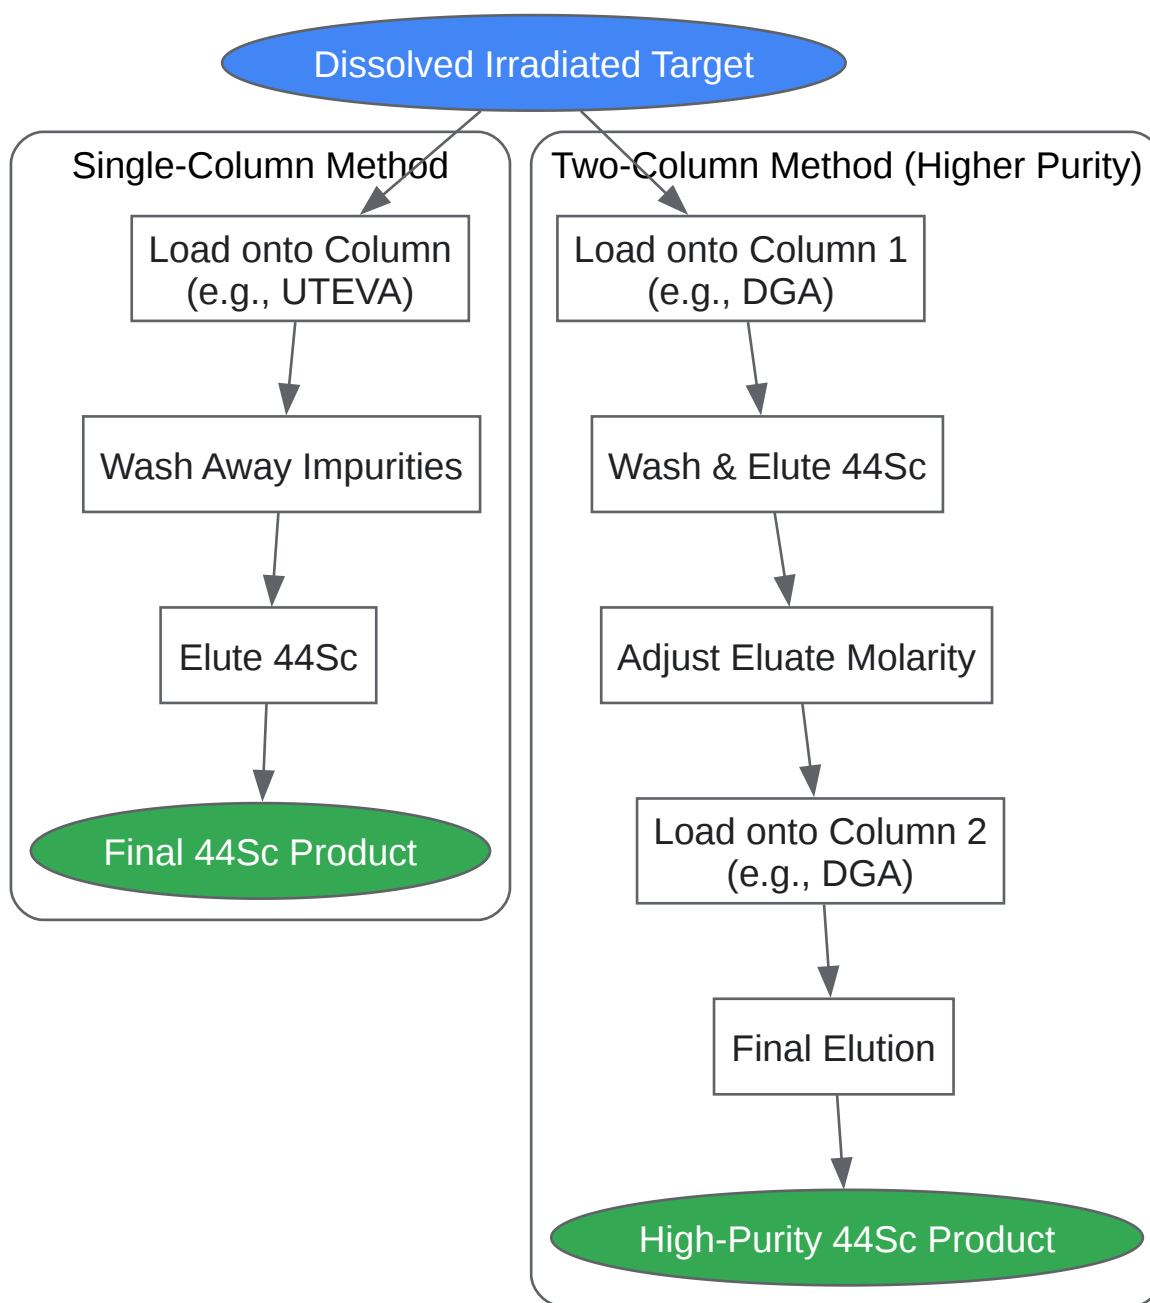 Dissolved Irradiated Target
Single-Column Method
Load onto Column
(e.g., UTEVA)
Wash Away Impurities
Elute 44Sc
Final 44Sc Product
Two-Column Method (Higher Purity)
Load onto Column 1
(e.g., DGA)
Wash & Elute 44Sc
Adjust Eluate Molarity
Load onto Column 2
(e.g., DGA)
Final Elution
High-Purity 44Sc Product